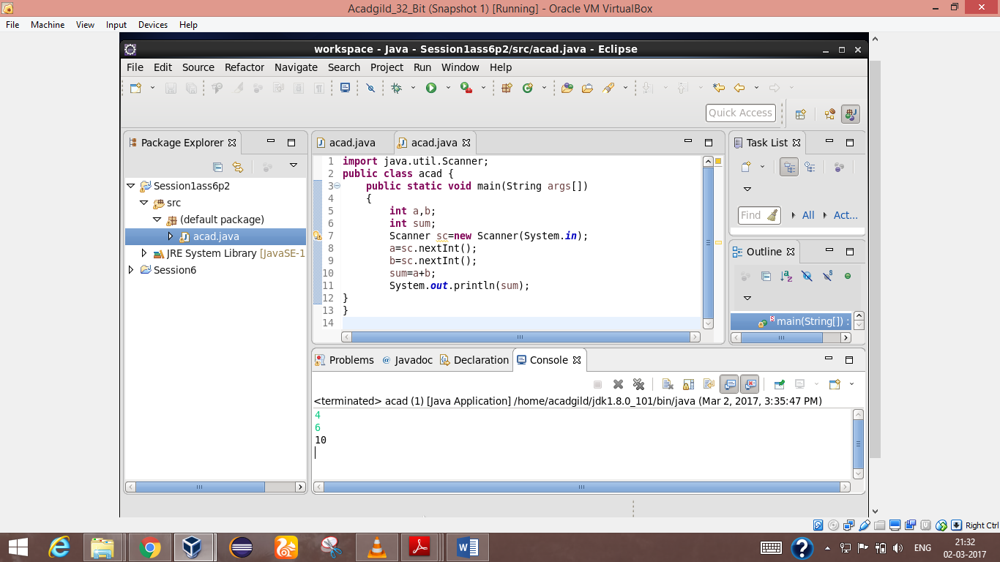 Acadgild_32_Bit (Snapshot 1) [Running] - Oracle VM VirtualBox
File Machine View Input Devices Help
workspace - Java - Session1ass6p2/src/acad.java - Eclipse
File Edit Source Refactor Navigate Search Project Run Window Help
Quick Access
Package Explorer
Session1ass6p2
src
(default package)
acad.java
JRE System Library [JavaSE-1
Session6
acad.java acad.java
1 import java.util.Scanner;
2 public class acad {
3 public static void main(String args[])
4 {
5 int a,b;
6 int sum;
7 Scanner sc=new Scanner(System.in);
8 a=sc.nextInt();
9 b=sc.nextInt();
10 sum=a+b;
11 System.out.println(sum);
12 }
13 }
14
Task List
Find All Act...
Outline
main(String[]) :
Problems @ Javadoc Declaration Console
<terminated> acad (1) [Java Application] /home/acadgild/jdk1.8.0_101/bin/java (Mar 2, 2017, 3:35:47 PM)
4
6
10
Right Ctrl
ENG
21:32
02-03-2017